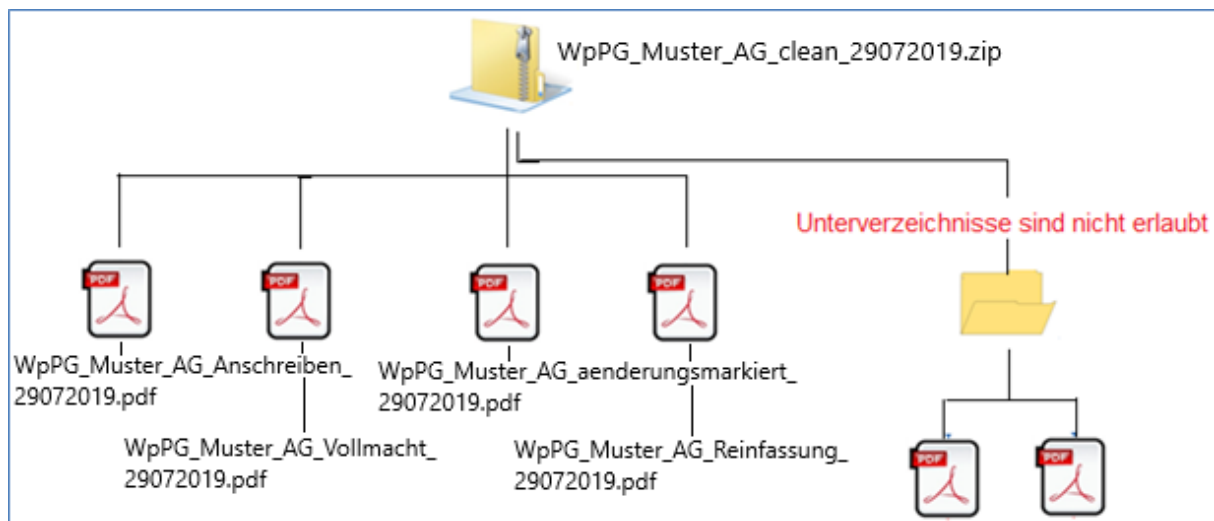 WpPG_Muster_AG_clean_29072019.zip
Unterverzeichnisse sind nicht erlaubt
PDF
PDF
PDF
PDF
WpPG_Muster_AG_Anschreiben_
29072019.pdf
WpPG_Muster_AG_aenderungsmarkiert_
29072019.pdf
WpPG_Muster_AG_Vollmacht_
29072019.pdf
WpPG_Muster_AG_Reinfassung_
29072019.pdf
PDF
PDF